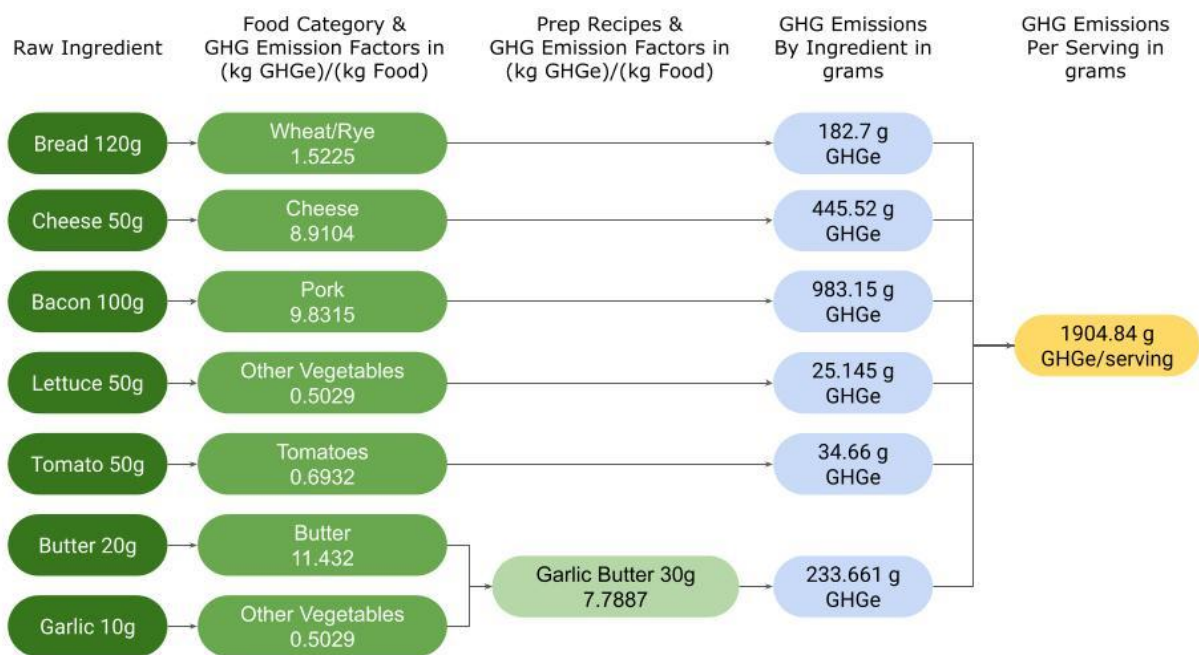 Raw Ingredient
Food Category &
GHG Emission Factors in
(kg GHGe)/(kg Food)
Prep Recipes &
GHG Emission Factors in
(kg GHGe)/(kg Food)
GHG Emissions
By Ingredient in
grams
GHG Emissions
Per Serving in
grams
Bread 120g
Wheat/Rye
1.5225
182.7 g
GHGe
Cheese 50g
Cheese
8.9104
445.52 g
GHGe
Bacon 100g
Pork
9.8315
983.15 g
GHGe
1904.84 g
GHGe/serving
Lettuce 50g
Other Vegetables
0.5029
25.145 g
GHGe
Tomato 50g
Tomatoes
0.6932
34.66 g
GHGe
Butter 20g
Butter
11.432
Garlic Butter 30g
7.7887
233.661 g
GHGe
Garlic 10g
Other Vegetables
0.5029